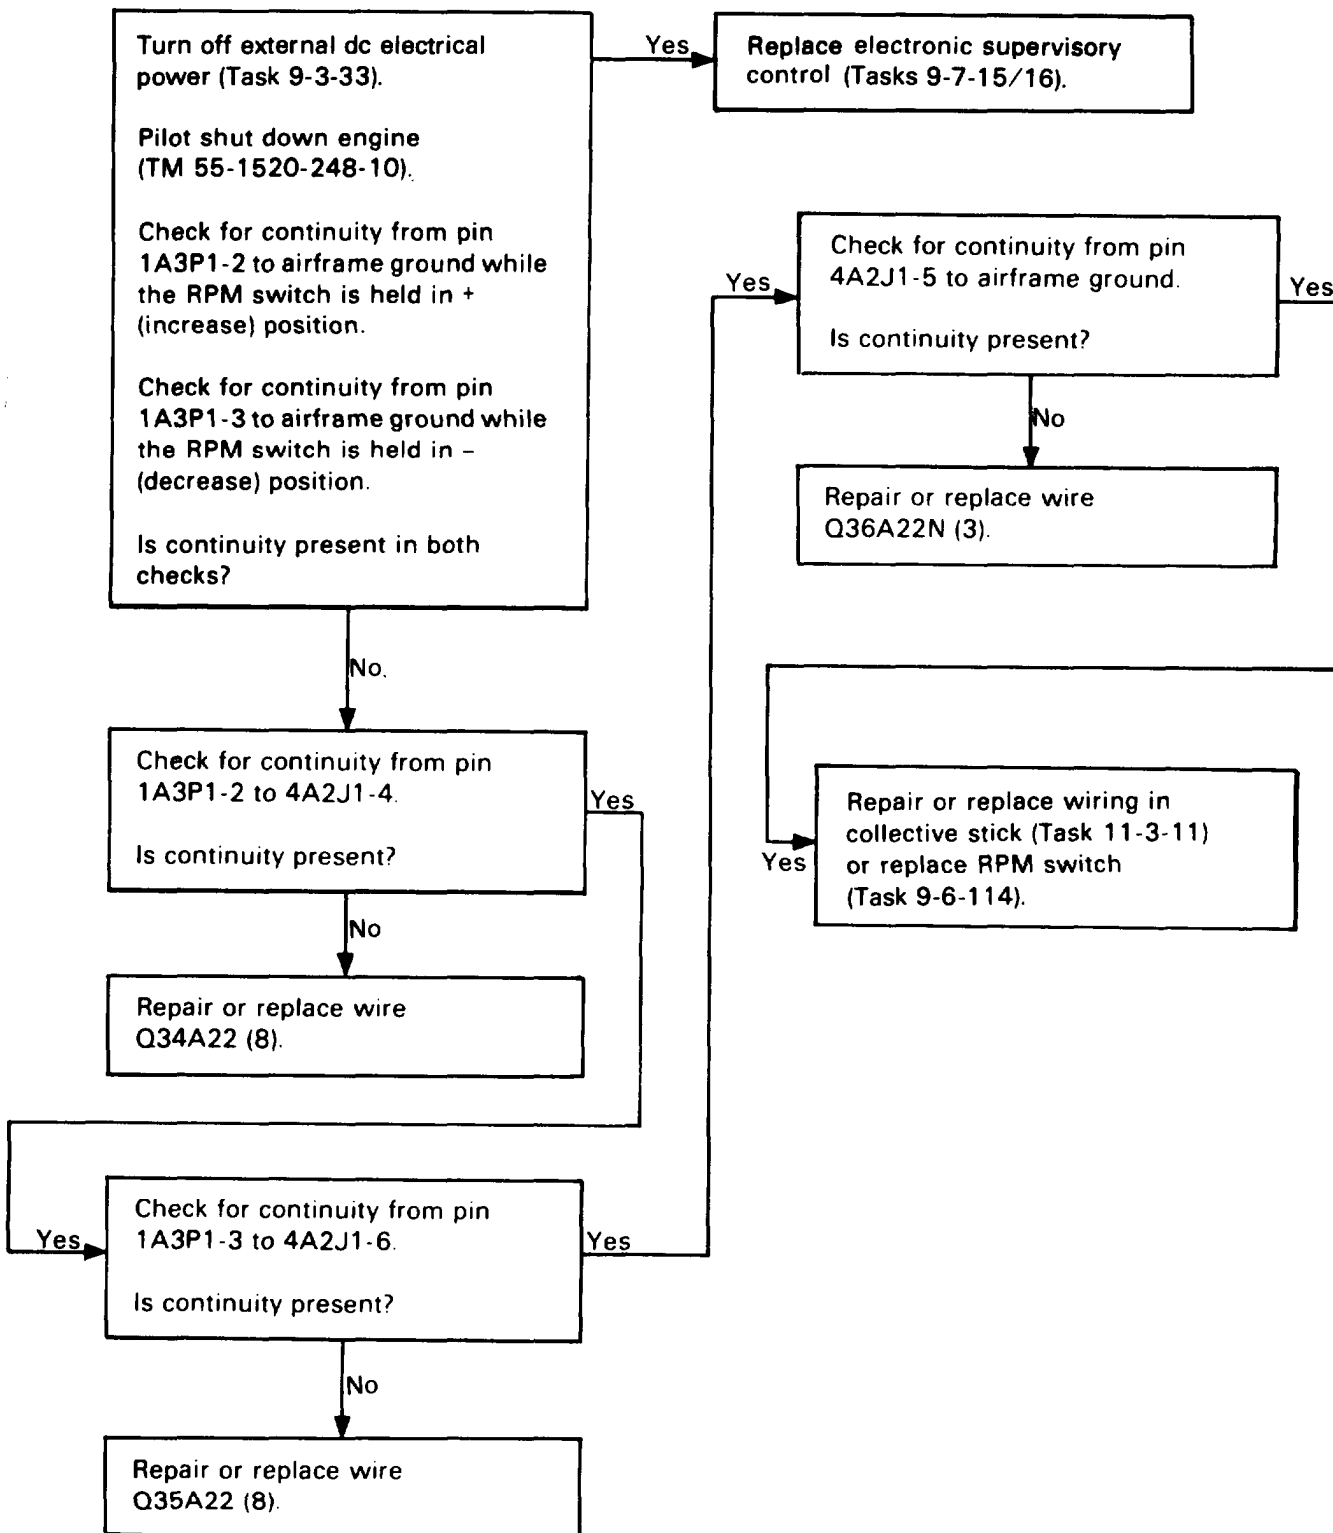 Turn off external dc electrical
power (Task 9-3-33).
Pilot shut down engine
(TM 55-1520-248-10).
Check for continuity from pin
1A3P1-2 to airframe ground while
the RPM switch is held in +
(increase) position.
Check for continuity from pin
1A3P1-3 to airframe ground while
the RPM switch is held in –
(decrease) position.
Is continuity present in both
checks?
Yes
Replace electronic supervisory
control (Tasks 9-7-15/16).
No.
Check for continuity from pin
1A3P1-2 to 4A2J1-4.
Is continuity present?
Yes
No
Repair or replace wire
Q34A22 (8).
Yes
Check for continuity from pin
1A3P1-3 to 4A2J1-6.
Is continuity present?
Yes
No
Repair or replace wire
Q35A22 (8).
Yes
Check for continuity from pin
4A2J1-5 to airframe ground.
Is continuity present?
Yes
No
Repair or replace wire
Q36A22N (3).
Yes
Repair or replace wiring in
collective stick (Task 11-3-11)
or replace RPM switch
(Task 9-6-114).